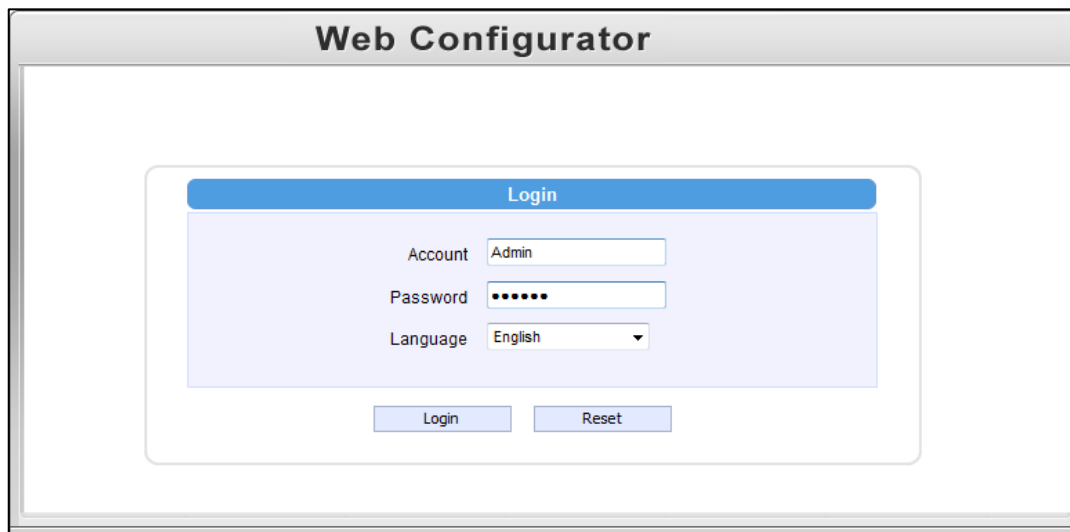 Web Configurator
Login
Account Admin
Password ••••••
Language English
Login Reset